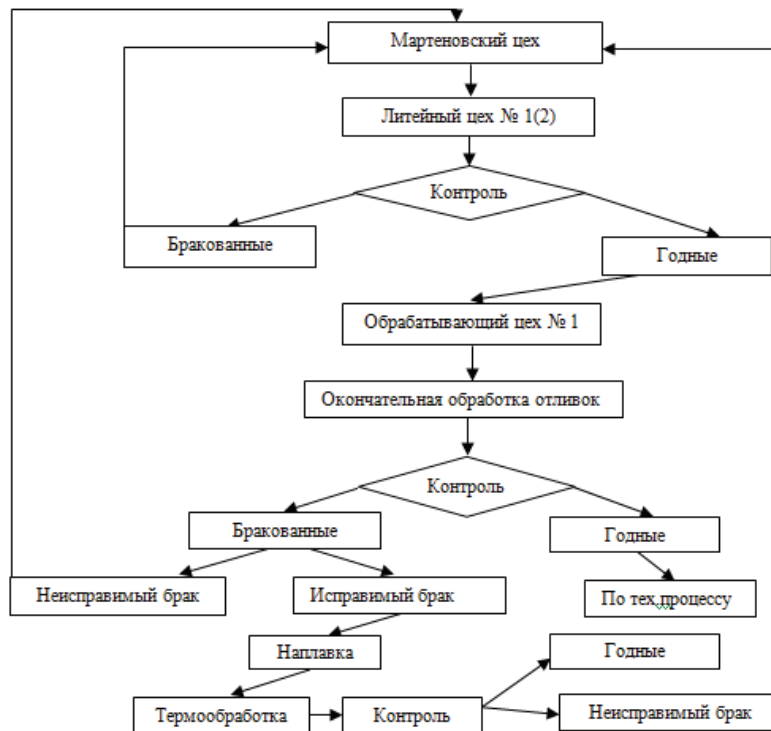 Мартеновский цех
Литейный цех № 1(2)
Контроль
Бракованные
Годные
Обрабатывающий цех № 1
Окончательная обработка отливок
Контроль
Бракованные
Годные
Неисправимый брак
Исправимый брак
По тех.процессу
Наплавка
Годные
Термообработка
Контроль
Неисправимый брак